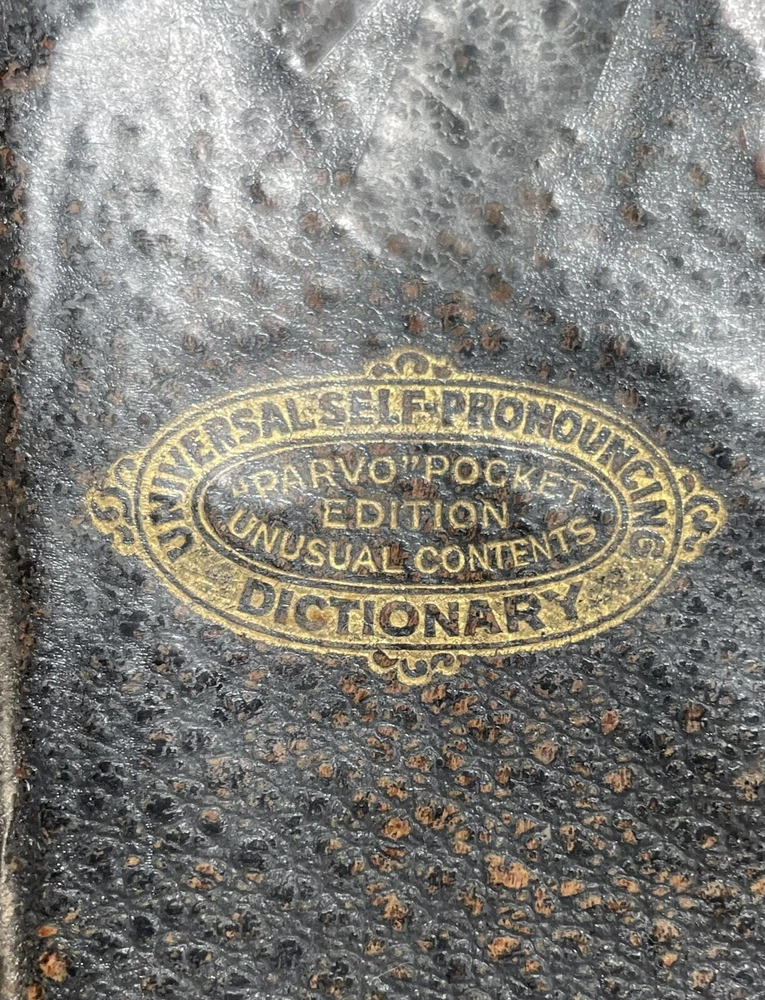 UNIVERSAL SELF-PRONOUNCING
"PARVO" POCKET
EDITION
UNUSUAL CONTENTS
DICTIONARY